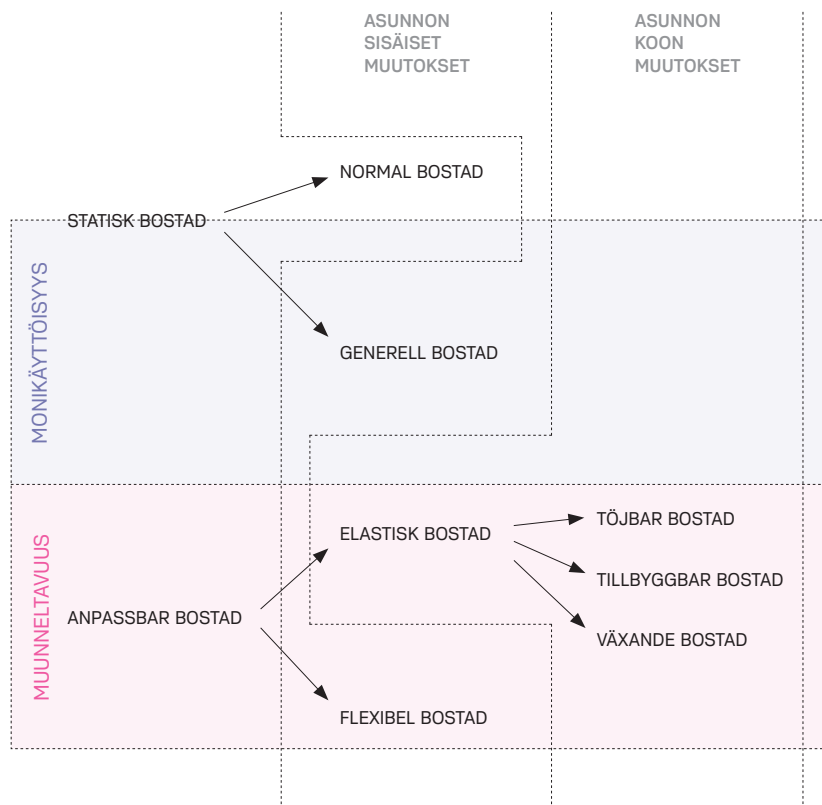 ASUNNON
SISÄISET
MUUTOKSET
ASUNNON
KOON
MUUTOKSET
NORMAL BOSTAD
STATISK BOSTAD
MONIKÄYTTÖISYYS
GENERELL BOSTAD
TÖJBAR BOSTAD
ELASTISK BOSTAD
TILLBYGGBAR BOSTAD
MUUNNELTAVUUS
ANPASSBAR BOSTAD
VÄXANDE BOSTAD
FLEXIBEL BOSTAD